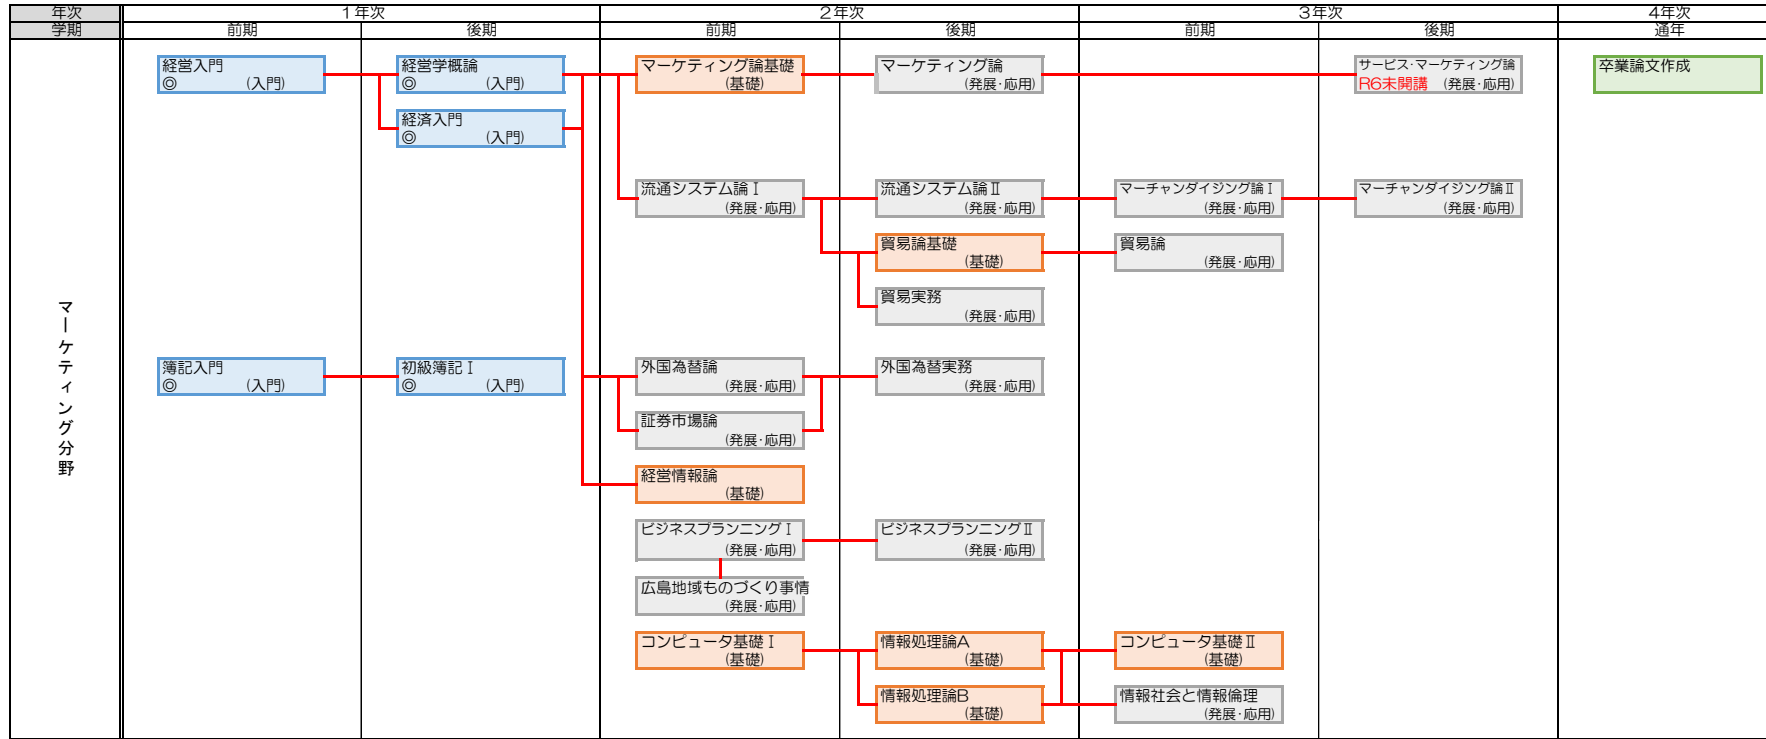 年次 1年次 2年次 3年次 4年次
学期 前期 後期 前期 後期 前期 後期 通年
マーケティング分野
経営入門
◎ (入門)
経営学概論
◎ (入門)
マーケティング論基礎
(基礎)
マーケティング論
(発展・応用)
サービス・マーケティング論
R6未開講 (発展・応用)
卒業論文作成
経済入門
◎ (入門)
流通システム論Ⅰ
(発展・応用)
流通システム論Ⅱ
(発展・応用)
マーチャンダイジング論Ⅰ
(発展・応用)
マーチャンダイジング論Ⅱ
(発展・応用)
貿易論基礎
(基礎)
貿易論
(発展・応用)
貿易実務
(発展・応用)
簿記入門
◎ (入門)
初級簿記Ⅰ
◎ (入門)
外国為替論
(発展・応用)
外国為替実務
(発展・応用)
証券市場論
(発展・応用)
経営情報論
(基礎)
ビジネスプランニングⅠ
(発展・応用)
ビジネスプランニングⅡ
(発展・応用)
広島地域ものづくり事情
(発展・応用)
コンピュータ基礎Ⅰ
(基礎)
情報処理論A
(基礎)
コンピュータ基礎Ⅱ
(基礎)
情報処理論B
(基礎)
情報社会と情報倫理
(発展・応用)